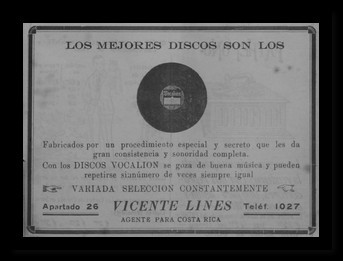 LOS MEJORES DISCOS SON LOS
Fabricados por un procedimiento especial y secreto que les da
gran consistencia y sonoridad completa.
Con los DISCOS VOCALION se goza de buena música y pueden
repetirse sinnúmero de veces siempre igual
VARIADA SELECCION CONSTANTEMENTE
Apartado 26 VICENTE LINES Teléf. 1027
AGENTE PARA COSTA RICA